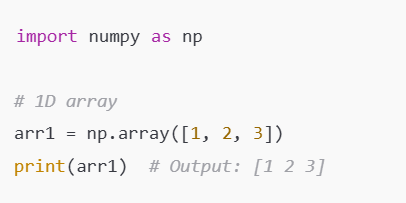 import numpy as np
# 1D array
arr1 = np.array([1, 2, 3])
print(arr1)  # Output: [1 2 3]